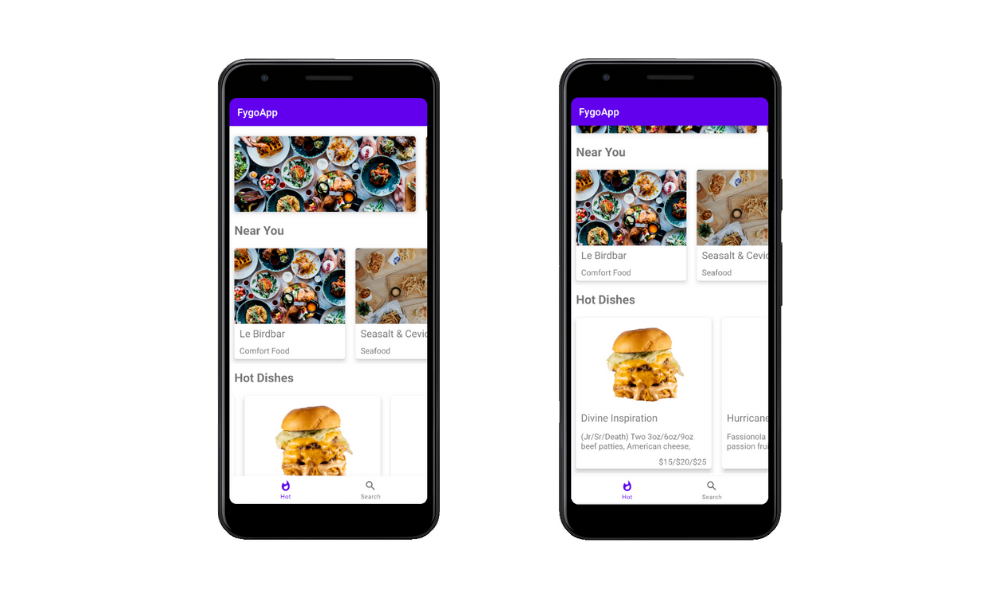 FygoApp
Near You
Le Birdbar
Comfort Food
Seasalt & Cevic
Seafood
Hot Dishes
Hot
Search
FygoApp
Near You
Le Birdbar
Comfort Food
Seasalt & Cevic
Seafood
Hot Dishes
Divine Inspiration
(Jr/Sr/Death) Two 3oz/6oz/9oz
beef patties, American cheese,
$15/$20/$25
Hurricane
Fassionola
passion fru
Hot
Search